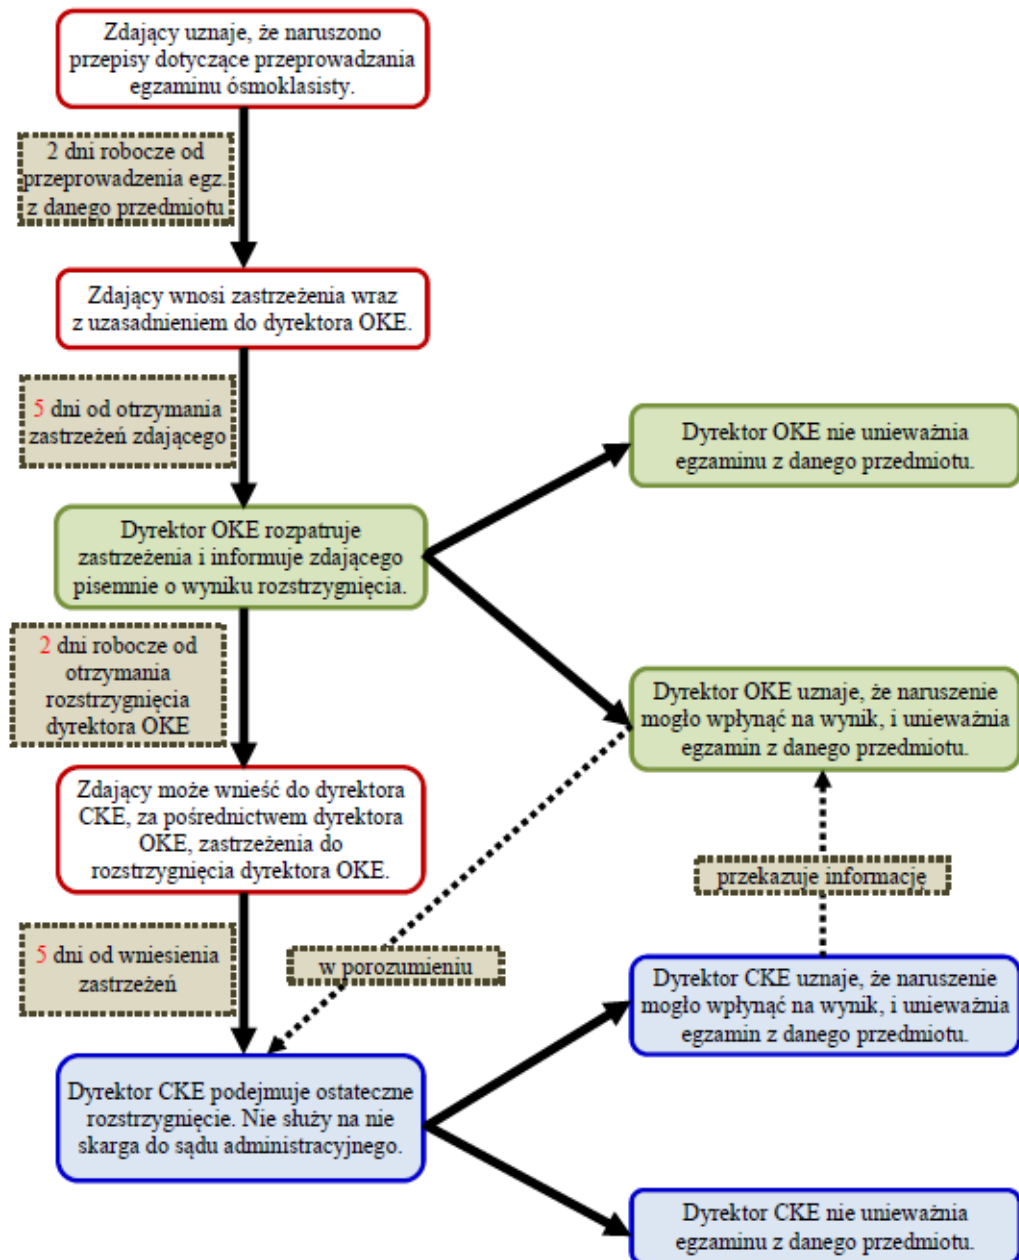 Zdający uznaje, że naruszono
przepisy dotyczące przeprowadzania
egzaminu ósmoklasisty.
2 dni robocze od
przeprowadzenia egz.
z danego przedmiotu
Zdający wnosi zastrzeżenia wraz
z uzasadnieniem do dyrektora OKE.
5 dni od otrzymania
zastrzeżeń zdającego
Dyrektor OKE nie unieważnia
egzaminu z danego przedmiotu.
Dyrektor OKE rozpatruje
zastrzeżenia i informuje zdającego
pisemnie o wyniku rozstrzygnięcia.
2 dni robocze od
otrzymania
rozstrzygnięcia
dyrektora OKE
Dyrektor OKE uznaje, że naruszenie
mogło wpłynąć na wynik, i unieważnia
egzamin z danego przedmiotu.
Zdający może wnieść do dyrektora
CKE, za pośrednictwem dyrektora
OKE, zastrzeżenia do
rozstrzygnięcia dyrektora OKE.
przekazuje informację
5 dni od wniesienia
zastrzeżeń
w porozumieniu
Dyrektor CKE uznaje, że naruszenie
mogło wpłynąć na wynik, i unieważnia
egzamin z danego przedmiotu.
Dyrektor CKE podejmuje ostateczne
rozstrzygnięcie. Nie służy na nie
skarga do sądu administracyjnego.
Dyrektor CKE nie unieważnia
egzaminu z danego przedmiotu.